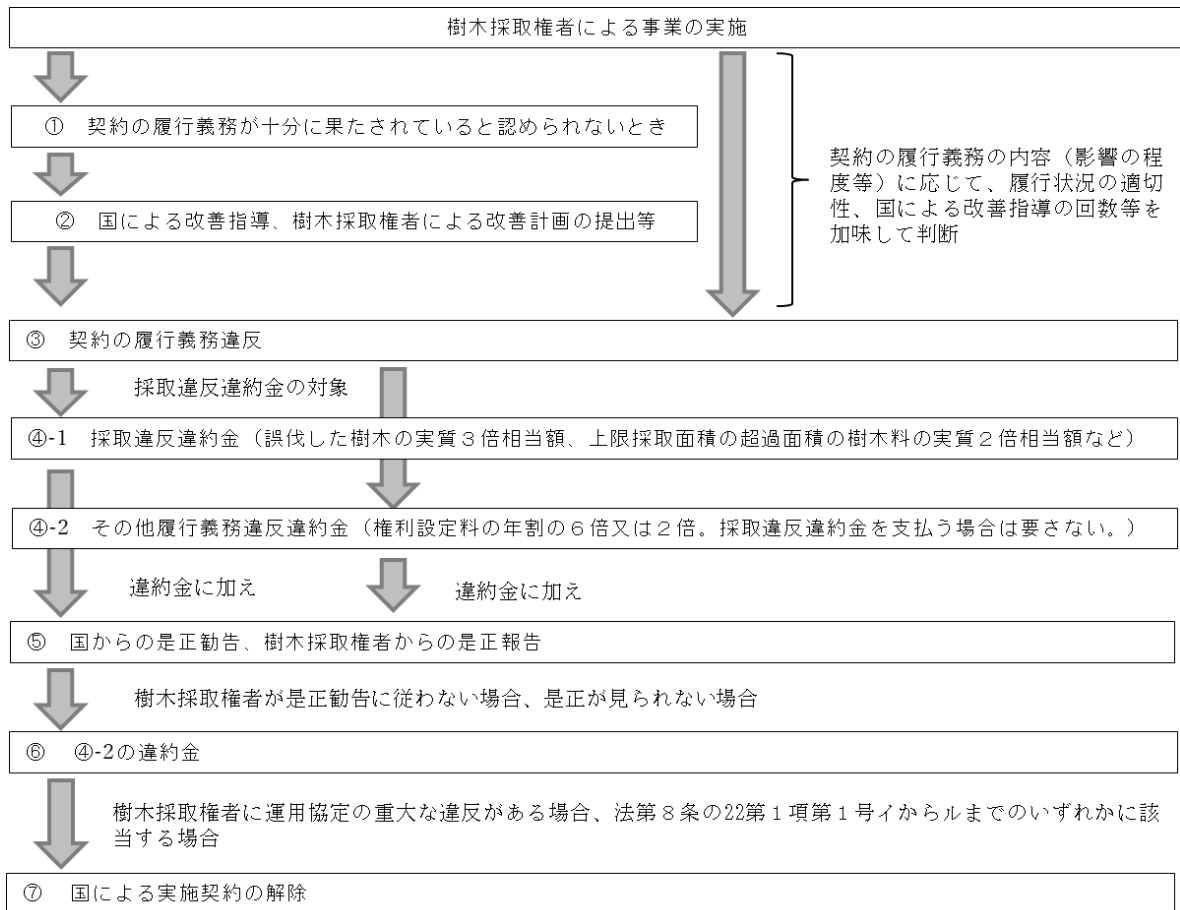 樹木採取権者による事業の実施
① 契約の履行義務が十分に果たされていると認められないとき
② 国による改善指導、樹木採取権者による改善計画の提出等
契約の履行義務の内容（影響の程
度等）に応じて、履行状況の適切
性、国による改善指導の回数等を
加味して判断
③ 契約の履行義務違反
採取違反違約金の対象
④-1 採取違反違約金（誤伐した樹木の実質３倍相当額、上限採取面積の超過面積の樹木料の実質２倍相当額など）
④-2 その他履行義務違反違約金（権利設定料の年割の６倍又は２倍。採取違反違約金を支払う場合は要さない。）
違約金に加え
違約金に加え
⑤ 国からの是正勧告、樹木採取権者からの是正報告
樹木採取権者が是正勧告に従わない場合、是正が見られない場合
⑥ ④-2の違約金
樹木採取権者に運用協定の重大な違反がある場合、法第８条の22第１項第１号イからルまでのいずれかに該
当する場合
⑦ 国による実施契約の解除